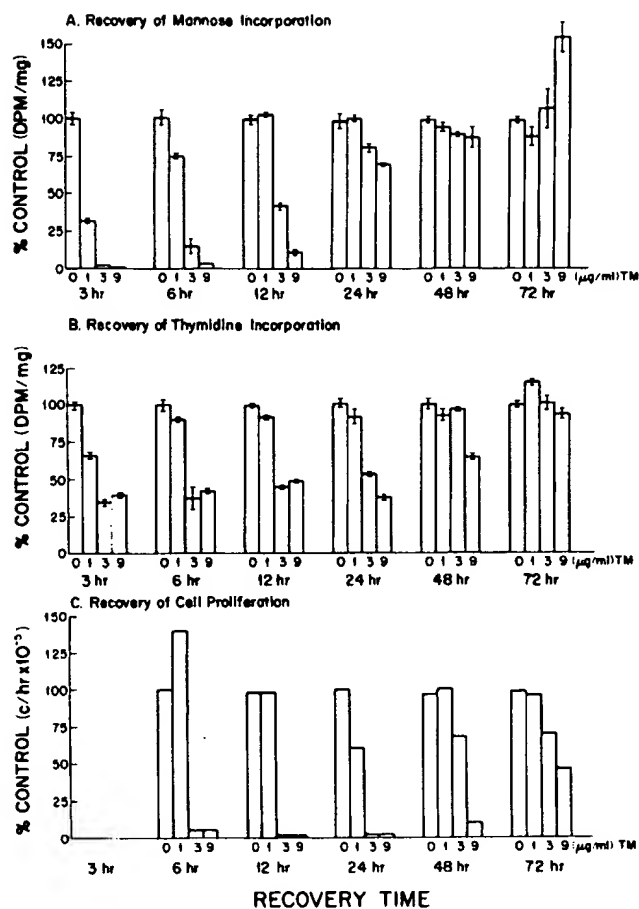 A. Recovery of Mannose Incorporation
% CONTROL (DPM/mg)
150
125
100
75
50
25
0
0 1 3 9 0 1 3 9 0 1 3 9 0 1 3 9 0 1 3 9 0 1 3 9 (μg/ml) TM
3 hr 6 hr 12 hr 24 hr 48 hr 72 hr
B. Recovery of Thymidine Incorporation
% CONTROL (DPM/mg)
125
100
75
50
25
0
0 1 3 9 0 1 3 9 0 1 3 9 0 1 3 9 0 1 3 9 0 1 3 9 (μg/ml) TM
3 hr 6 hr 12 hr 24 hr 48 hr 72 hr
C. Recovery of Cell Proliferation
% CONTROL (c/hr x 10⁻³)
150
100
75
50
25
0
0 1 3 9 0 1 3 9 0 1 3 9 0 1 3 9 0 1 3 9 (μg/ml) TM
3 hr 6 hr 12 hr 24 hr 48 hr 72 hr
RECOVERY TIME